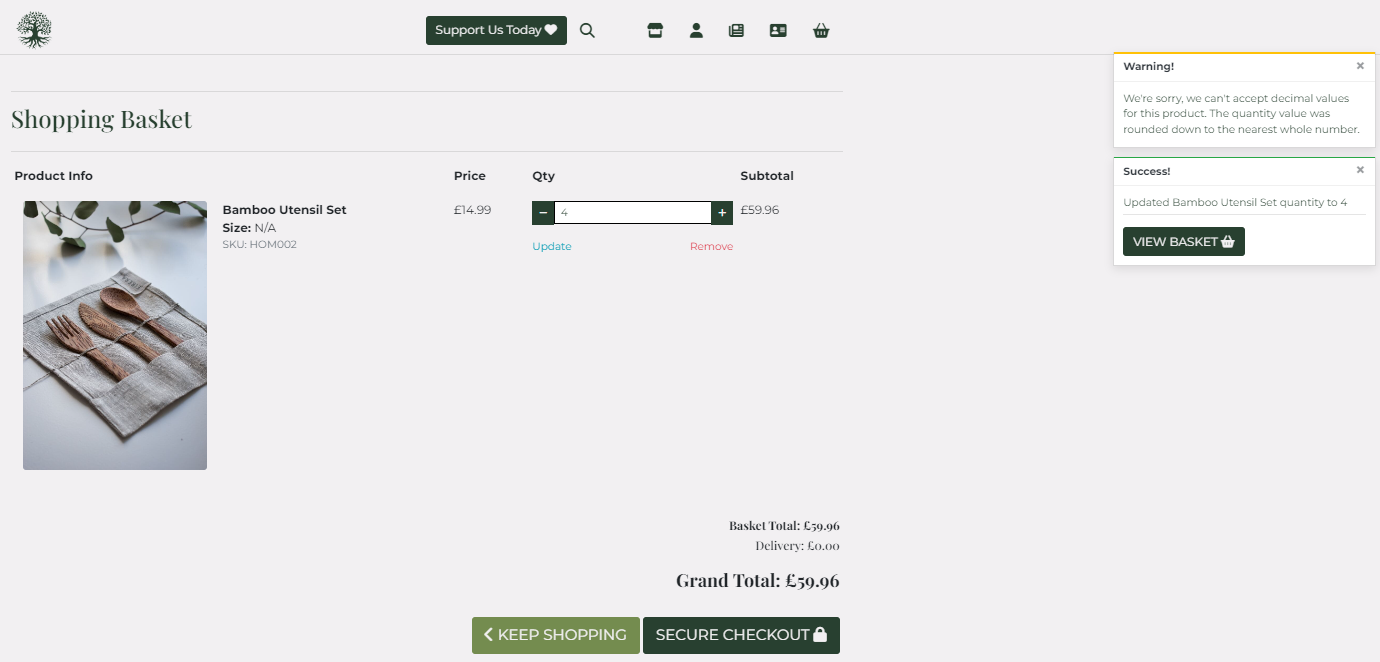 Support Us Today
Warning!
×
We're sorry, we can't accept decimal values
for this product. The quantity value was
rounded down to the nearest whole number.
Success!
×
Updated Bamboo Utensil Set quantity to 4
VIEW BASKET
Shopping Basket
Product Info Price Qty Subtotal
Bamboo Utensil Set £14.99 − 4 + £59.96
Size: N/A
SKU: HOM002
Update Remove
Basket Total: £59.96
Delivery: £0.00
Grand Total: £59.96
KEEP SHOPPING SECURE CHECKOUT